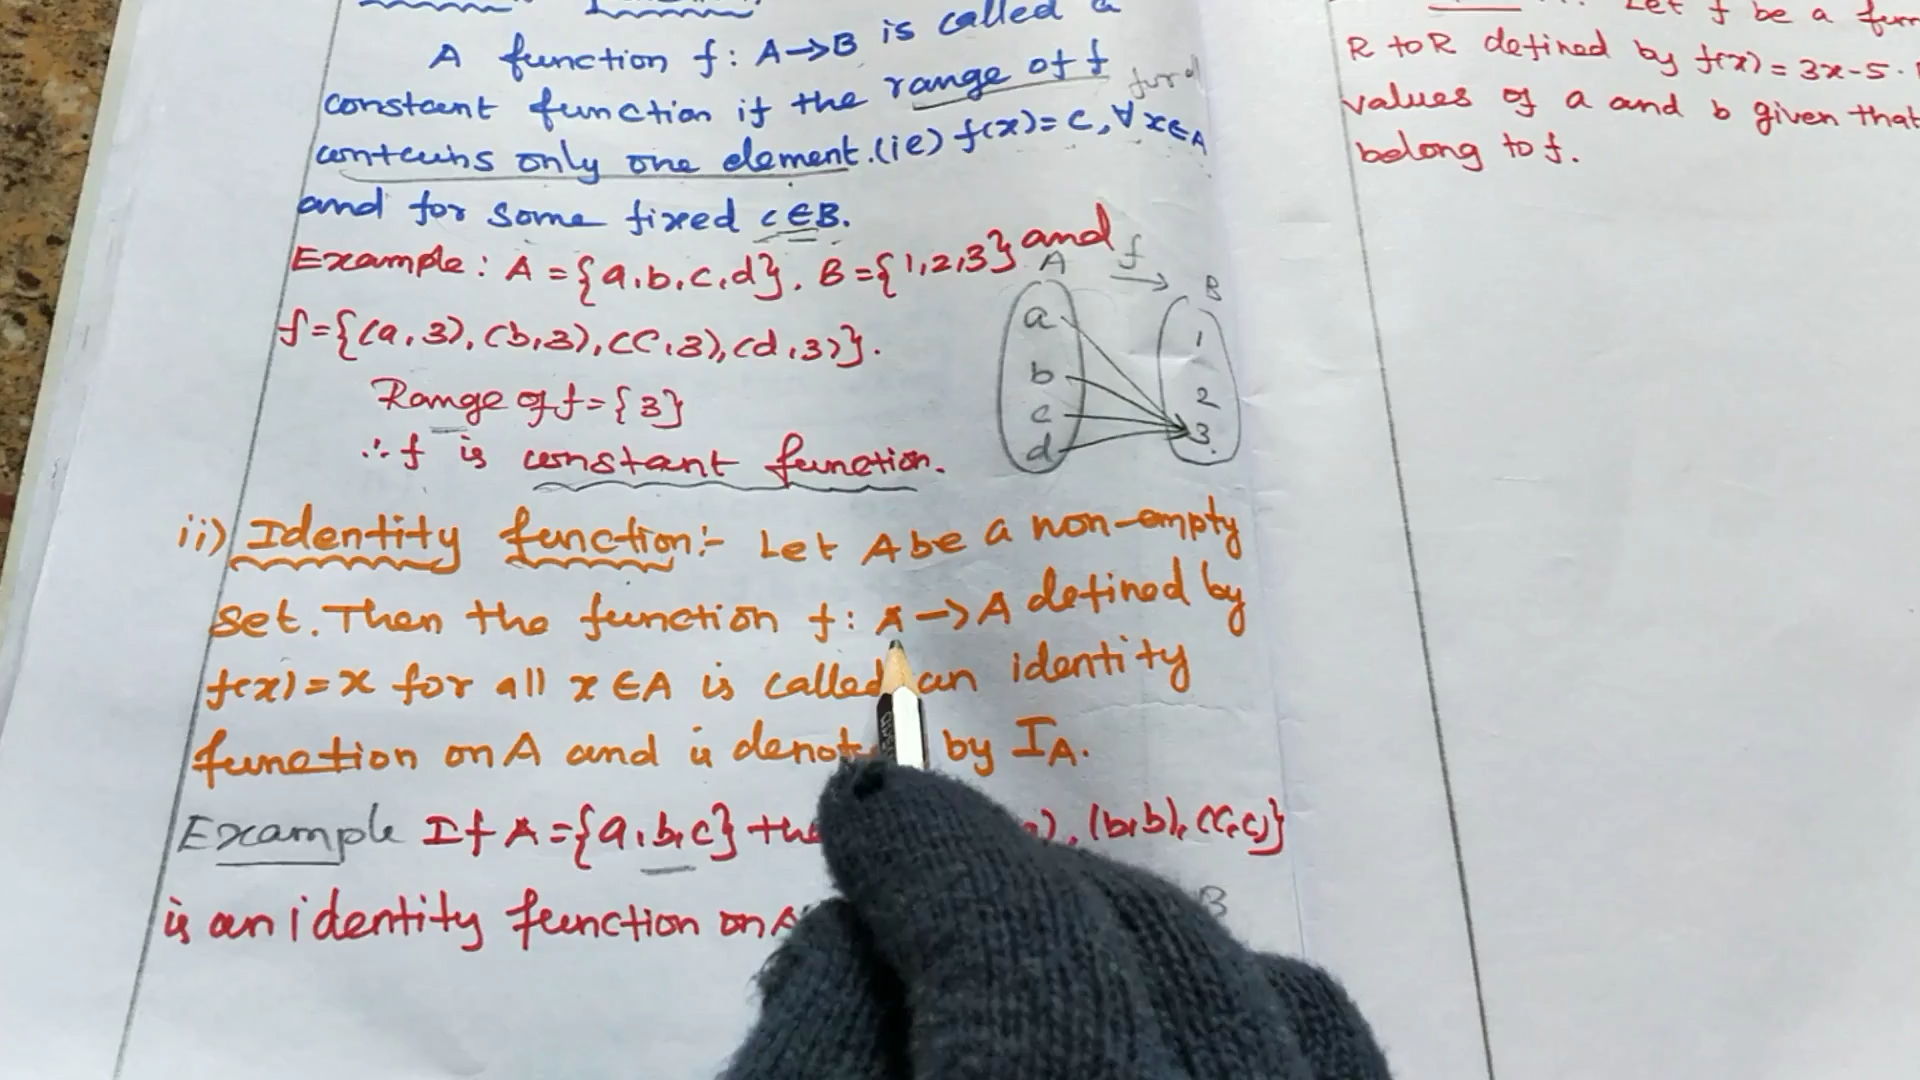 A function f: A→B is called a
constant function if the range of f
contains only one element. (ie) f(x) = c, ∀ x∈A
and for some fixed c∈B.
Example: A = {a,b,c,d}, B = {1,2,3} and
f = {(a,3), (b,3), (c,3), (d,3)}.
Range of f = {3}
∴ f is constant function.
A f B
a
b
c
d
1
2
3
ii) Identity function:- Let A be a non-empty
set. Then the function f: A→A defined by
f(x) = x for all x∈A is called an identity
function on A and is by I_A.
Example If A = {a,b,c} , (b,b), (c,c)}
is an identity function on A
B
Let f be a
R to R defined by f(x) = 3x-5.
values of a and b given that
belong to f.